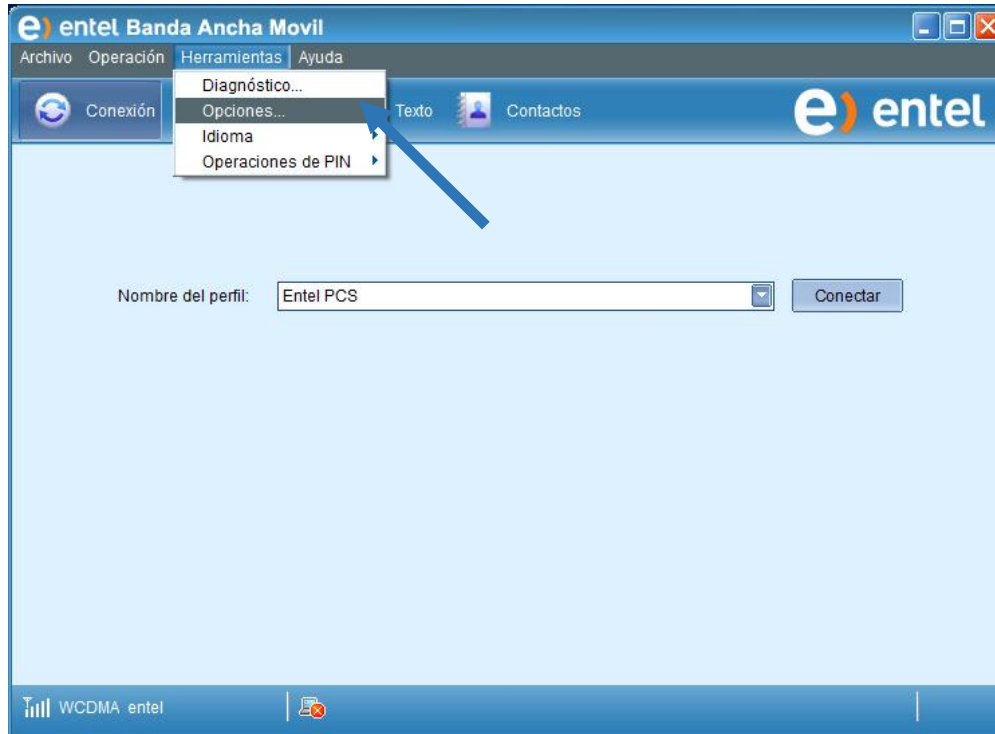 e) entel Banda Ancha Movil
Archivo Operación Herramientas Ayuda
Diagnóstico...
Conexión Opciones... Texto Contactos e) entel
Idioma
Operaciones de PIN
Nombre del perfil: Entel PCS Conectar
WCDMA entel